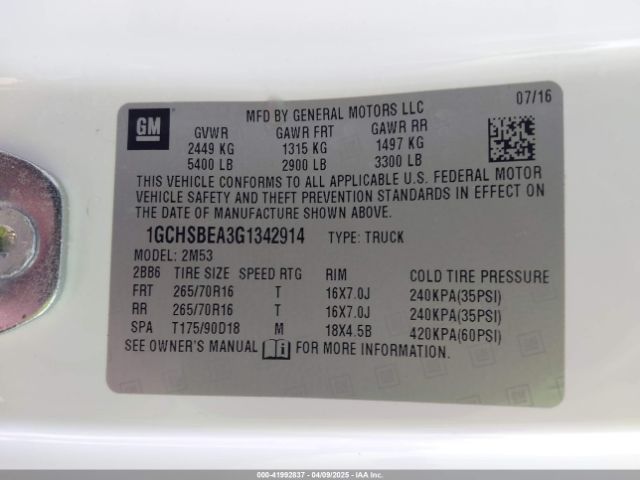 GM
MFD BY GENERAL MOTORS LLC
07/16
GVWR GAWR FRT GAWR RR
2449 KG 1315 KG 1497 KG
5400 LB 2900 LB 3300 LB
THIS VEHICLE CONFORMS TO ALL APPLICABLE U.S. FEDERAL MOTOR
VEHICLE SAFETY AND THEFT PREVENTION STANDARDS IN EFFECT ON
THE DATE OF MANUFACTURE SHOWN ABOVE.
1GCHSBEA3G1342914 TYPE: TRUCK
MODEL: 2M53
2BB6 TIRE SIZE SPEED RTG RIM COLD TIRE PRESSURE
FRT 265/70R16 T 16X7.0J 240KPA(35PSI)
RR 265/70R16 T 16X7.0J 240KPA(35PSI)
SPA T175/90D18 M 18X4.5B 420KPA(60PSI)
SEE OWNER'S MANUAL FOR MORE INFORMATION.
000-41992637 - 04/09/2025 - IAA Inc.